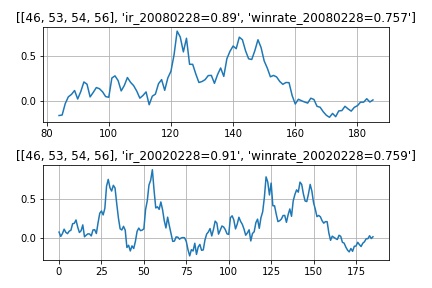 [[46, 53, 54, 56], 'ir_20080228=0.89', 'winrate_20080228=0.757']
0.5
0.0
80 100 120 140 160 180
[[46, 53, 54, 56], 'ir_20020228=0.91', 'winrate_20020228=0.759']
0.5
0.0
0 25 50 75 100 125 150 175